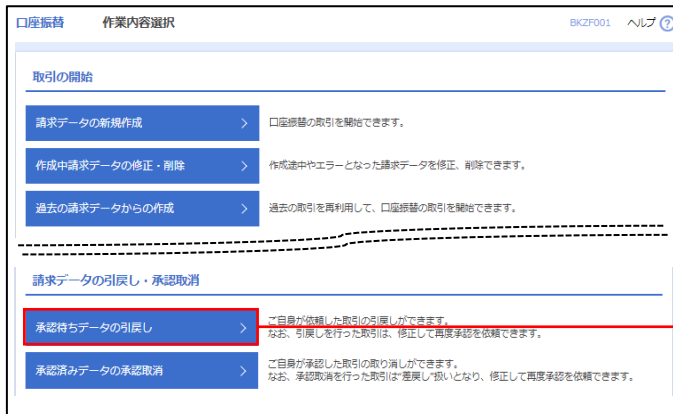 口座振替 作業内容選択 BKZF001 ヘルプ ?
取引の開始
請求データの新規作成 > 口座振替の取引を開始できます。
作成中請求データの修正・削除 > 作成途中やエラーとなった請求データを修正、削除できます。
過去の請求データからの作成 > 過去の取引を再利用して、口座振替の取引を開始できます。
請求データの引戻し・承認取消
承認待ちデータの引戻し > ご自身が依頼した取引の引戻しができます。
なお、引戻しを行った取引は、修正して再度承認を依頼できます。
承認済みデータの承認取消 > ご自身が承認した取引の取り消しができます。
なお、承認取消を行った取引は"差戻し"扱いとなり、修正して再度承認を依頼できます。